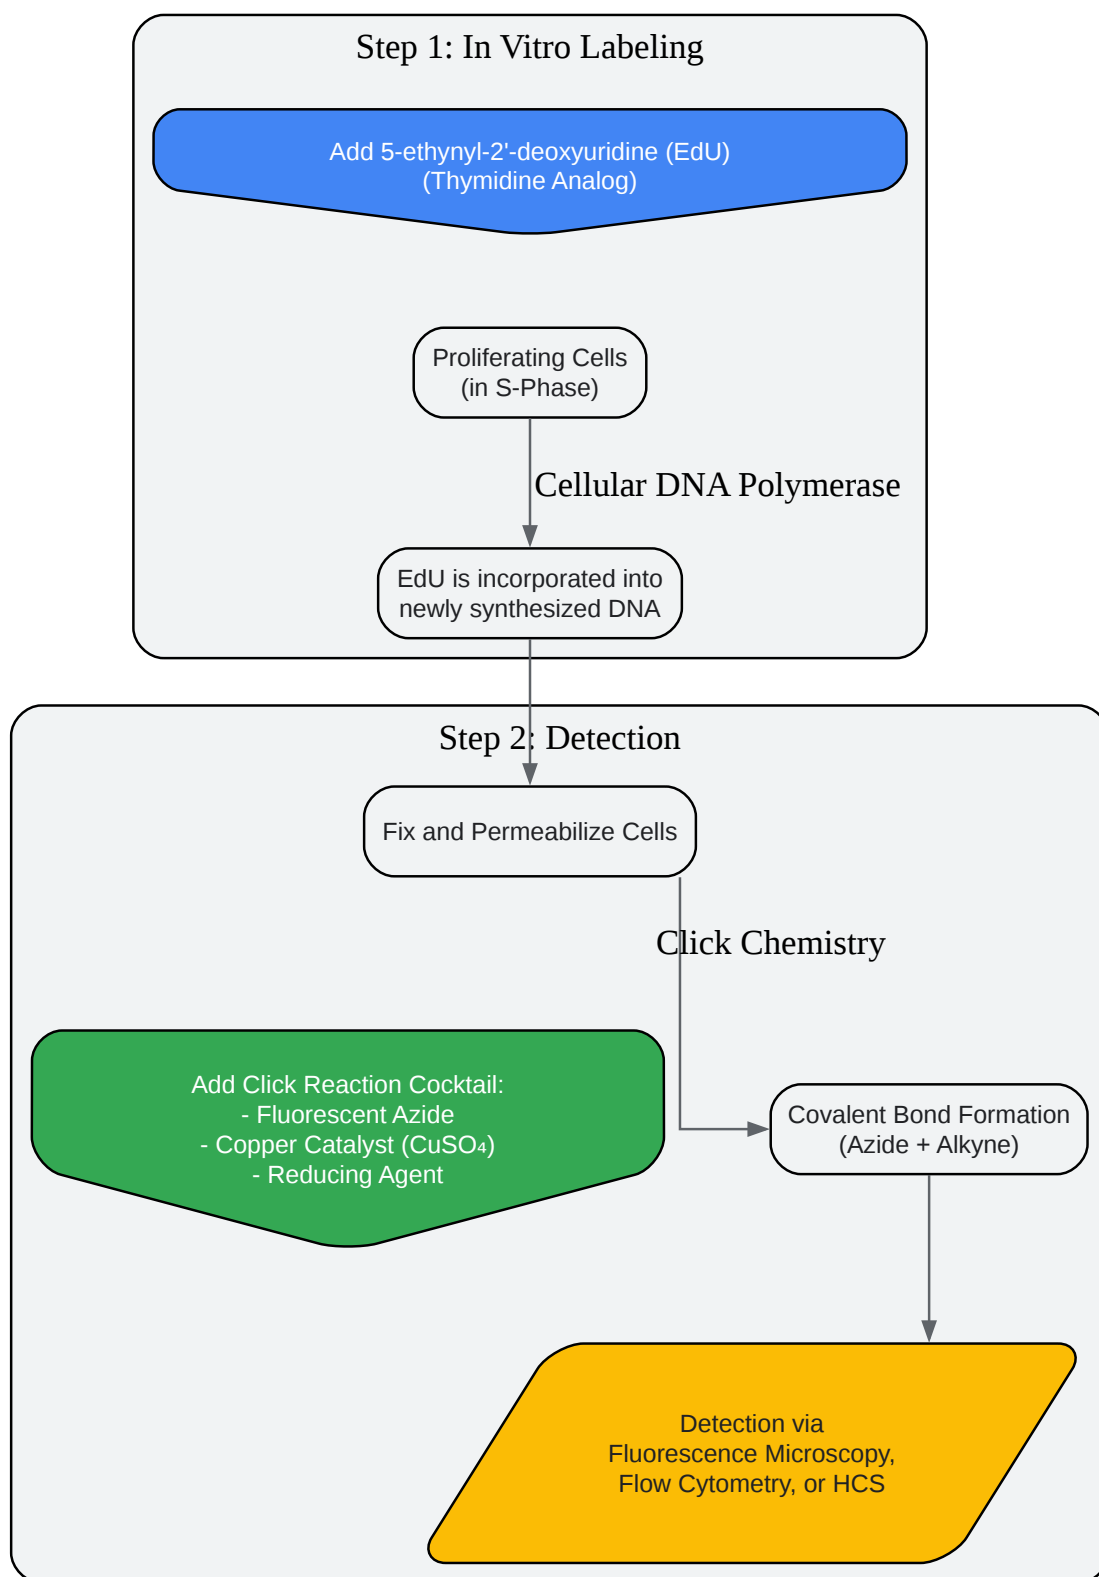 Step 1: In Vitro Labeling
Add 5-ethynyl-2'-deoxyuridine (EdU)
(Thymidine Analog)
Proliferating Cells
(in S-Phase)
Cellular DNA Polymerase
EdU is incorporated into
newly synthesized DNA
Step 2: Detection
Fix and Permeabilize Cells
Click Chemistry
Add Click Reaction Cocktail:
- Fluorescent Azide
- Copper Catalyst (CuSO₄)
- Reducing Agent
Covalent Bond Formation
(Azide + Alkyne)
Detection via
Fluorescence Microscopy,
Flow Cytometry, or HCS